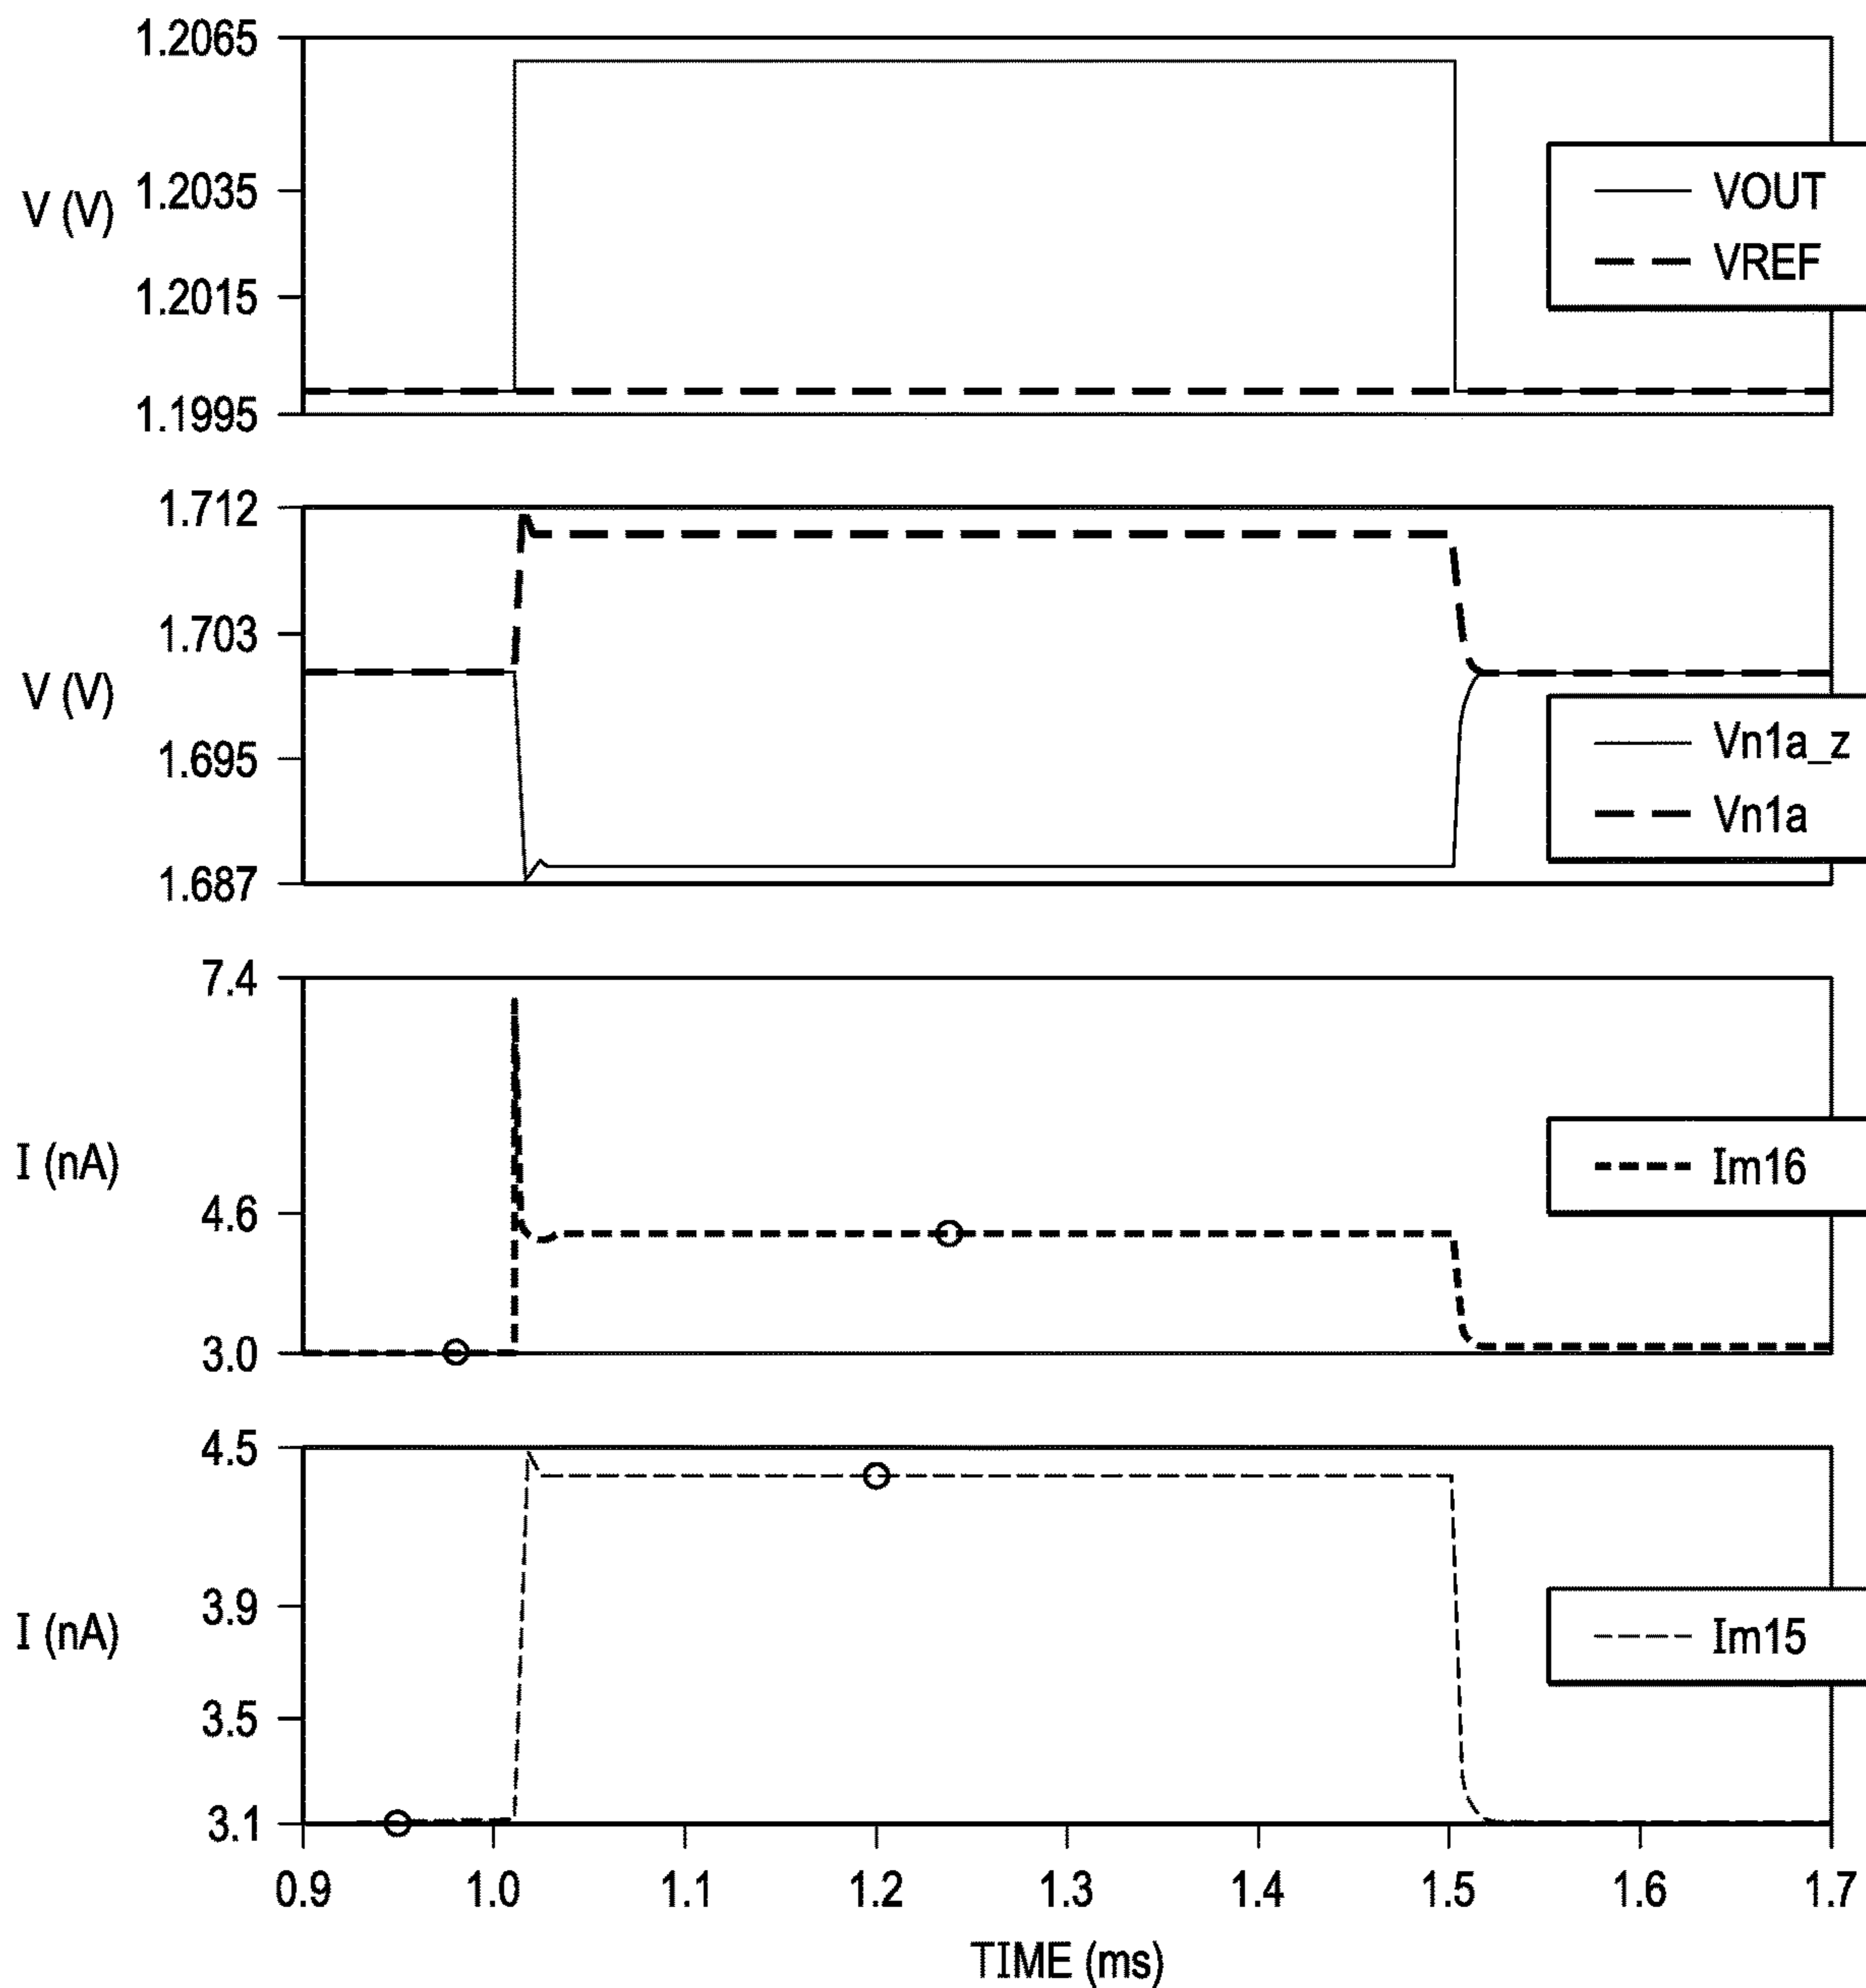 1.2065
1.2035
V (V)
1.2015
1.1995
VOUT
VREF
1.712
1.703
V (V)
1.695
1.687
Vn1a_z
Vn1a
7.4
I (nA)
4.6
3.0
Im16
4.5
3.9
I (nA)
3.5
3.1
Im15
0.9 1.0 1.1 1.2 1.3 1.4 1.5 1.6 1.7
TIME (ms)